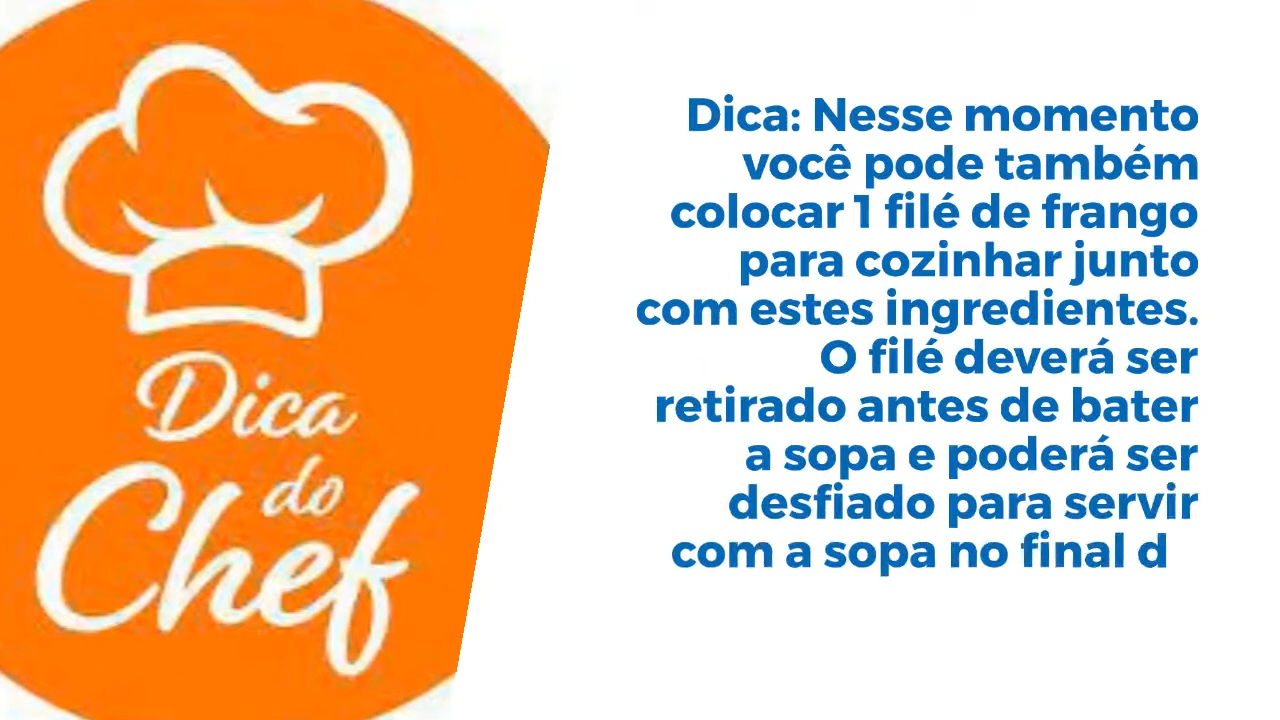 Dica
do
Chef
Dica: Nesse momento
você pode também
colocar 1 filé de frango
para cozinhar junto
com estes ingredientes.
O filé deverá ser
retirado antes de bater
a sopa e poderá ser
desfiado para servir
com a sopa no final d